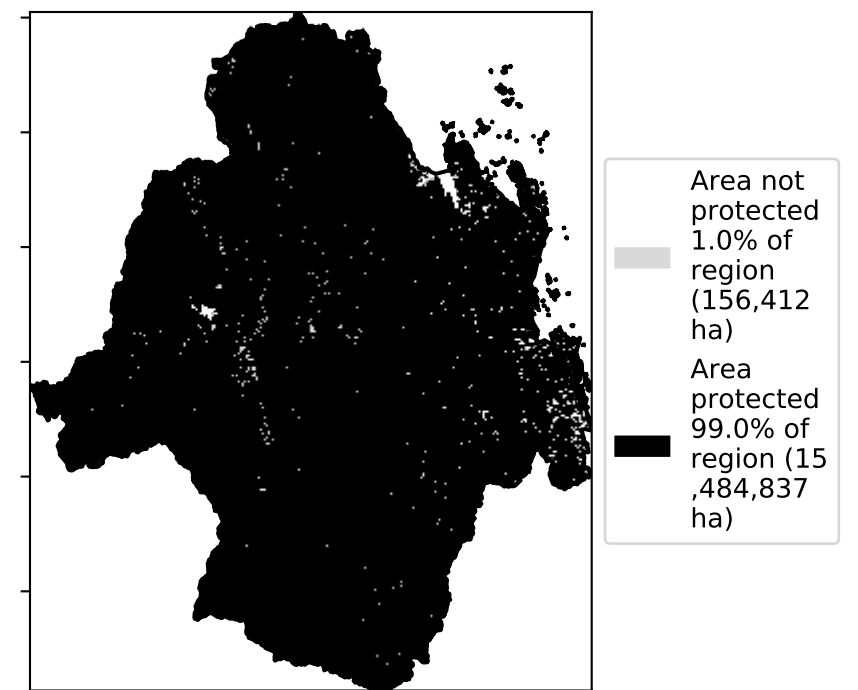 Area not
protected
1.0% of
region
(156,412
ha)
Area
protected
99.0% of
region (15
,484,837
ha)